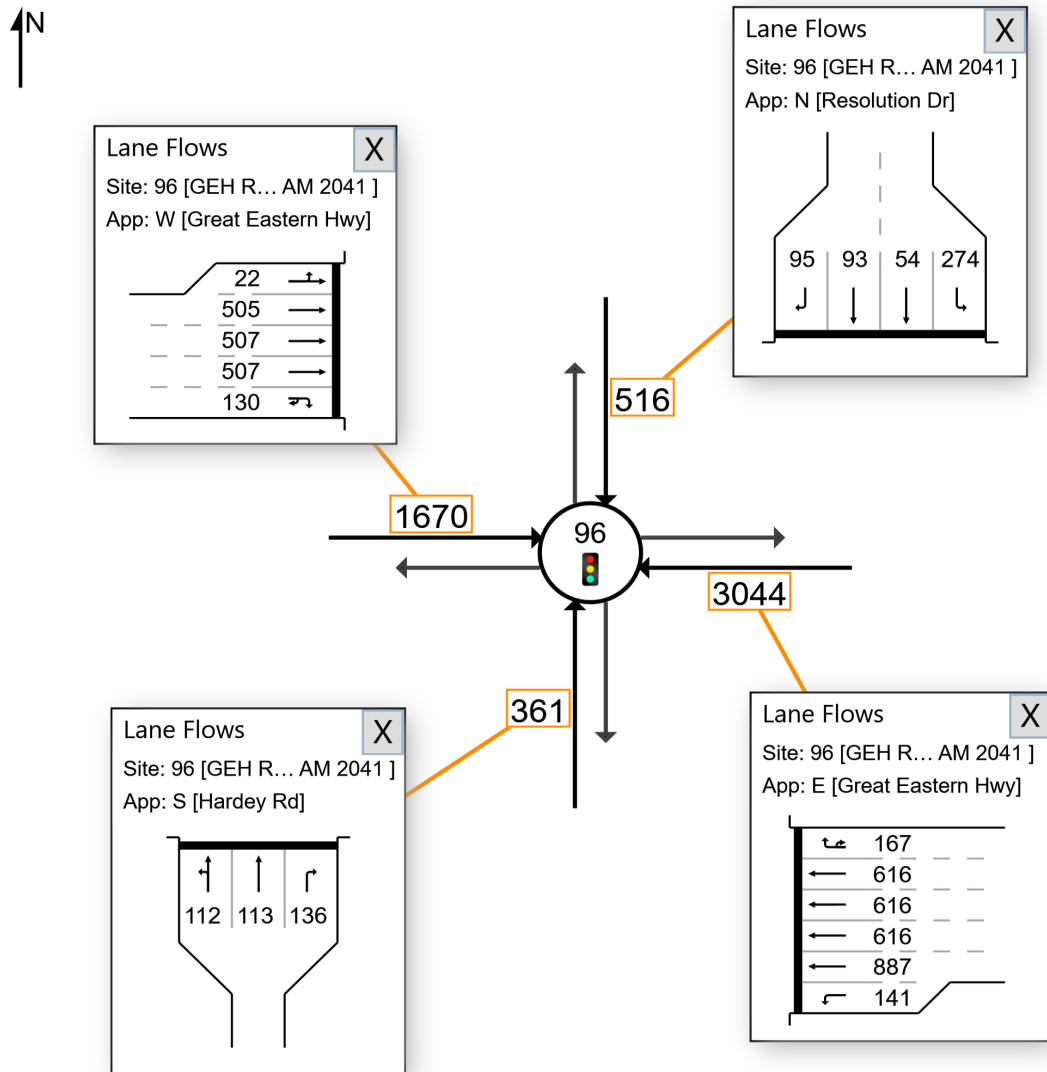 N
Lane Flows
X
Site: 96 [GEH R... AM 2041 ]
App: N [Resolution Dr]
95 93 54 274
Lane Flows
X
Site: 96 [GEH R... AM 2041 ]
App: W [Great Eastern Hwy]
22
505
507
507
130
516
1670
96
3044
361
Lane Flows
X
Site: 96 [GEH R... AM 2041 ]
App: S [Hardey Rd]
112 113 136
Lane Flows
X
Site: 96 [GEH R... AM 2041 ]
App: E [Great Eastern Hwy]
167
616
616
616
887
141